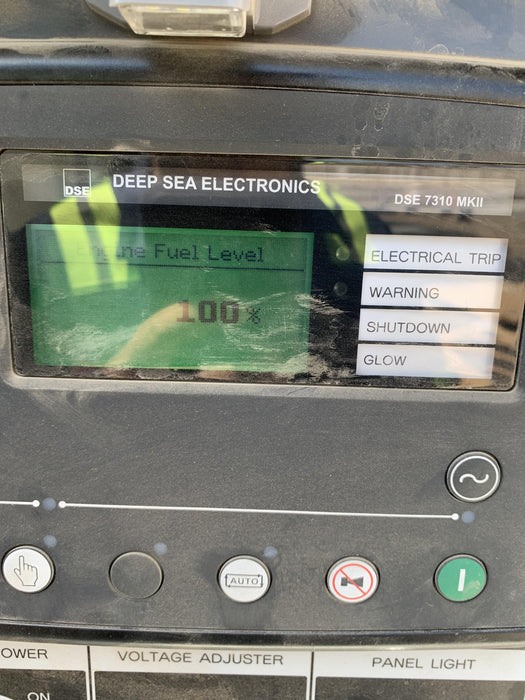 DSE
DEEP SEA ELECTRONICS
DSE 7310 MKII
Engine Fuel Level
100 %
ELECTRICAL TRIP
WARNING
SHUTDOWN
GLOW
AUTO
OWER
VOLTAGE ADJUSTER
PANEL LIGHT
ON